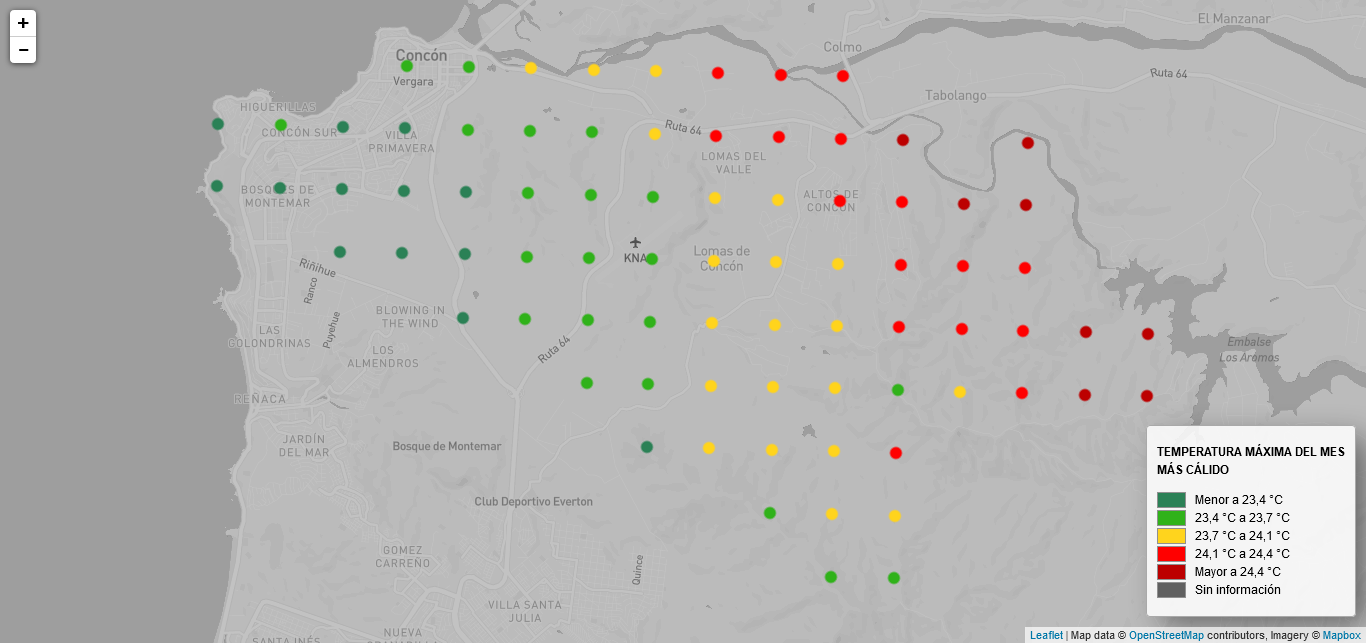 +
−
El Manzanar
Concón
Colmo
Vergara
Ruta 64
Tabolango
HIGUERILLAS
CONCÓN SUR
VILLA
PRIMAVERA
Ruta 64
LOMAS DEL
VALLE
BOSQUES DE
MONTEMAR
ALTOS DE
CONCÓN
KNA
Lomas de
Concón
Riñihue
Ranco
Puyehue
BLOWING IN
THE WIND
LAS
GOLONDRINAS
LOS
ALMENDROS
Ruta 64
Embalse
Los Aromos
REÑACA
JARDÍN
DEL MAR
Bosque de Montemar
Club Deportivo Everton
GOMEZ
CARREÑO
Quince
VILLA SANTA
JULIA
NUEVA
SANTA INÉS
TEMPERATURA MÁXIMA DEL MES
MÁS CÁLIDO
Menor a 23,4 °C
23,4 °C a 23,7 °C
23,7 °C a 24,1 °C
24,1 °C a 24,4 °C
Mayor a 24,4 °C
Sin información
Leaflet | Map data © OpenStreetMap contributors, Imagery © Mapbox